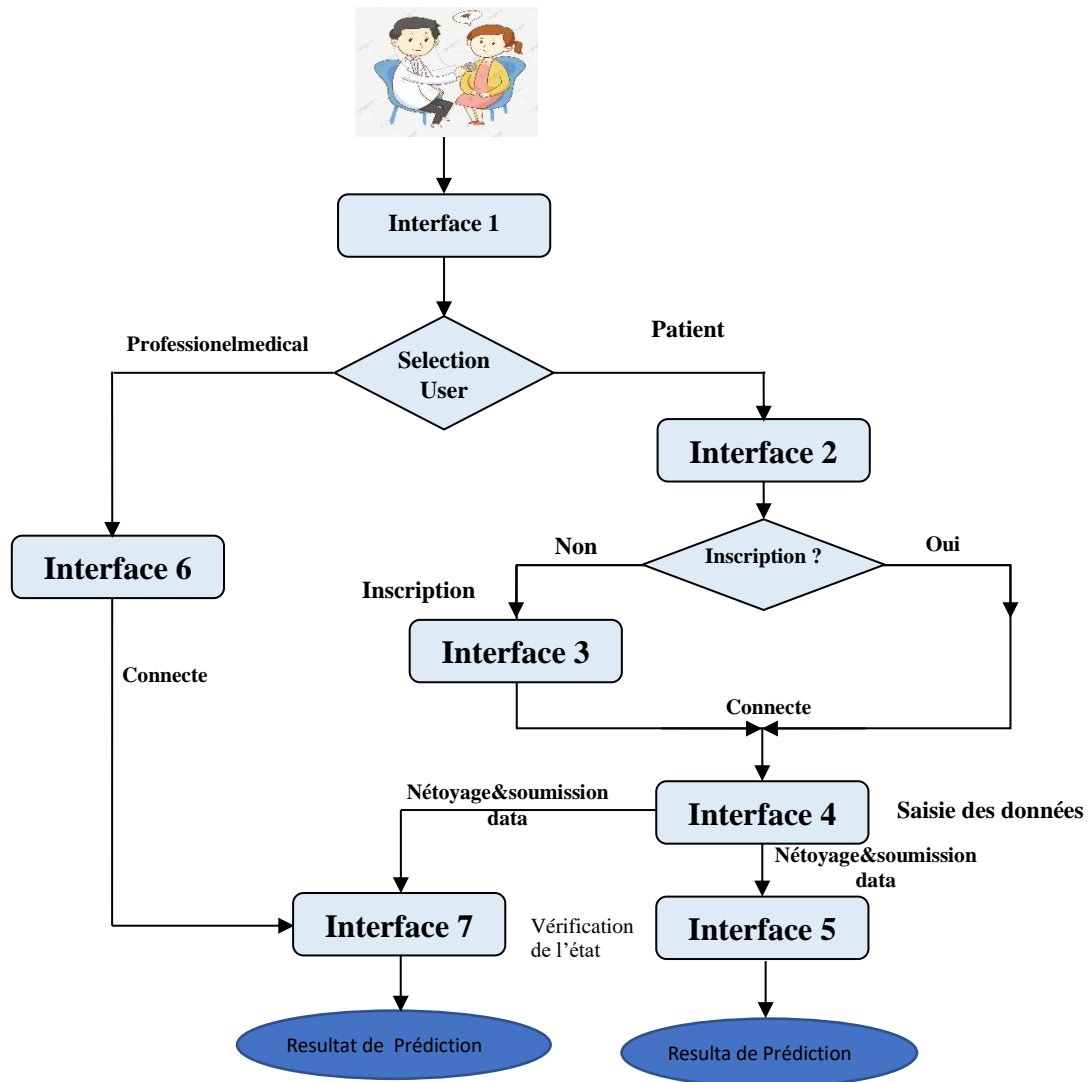 Interface 1
Professionelmedical
Patient
Selection
User
Interface 2
Non
Inscription ?
Oui
Interface 6
Inscription
Interface 3
Connecte
Connecte
Nétoyage&soumission
data
Interface 4
Saisie des données
Nétoyage&soumission
data
Interface 7
Vérification
de l’état
Interface 5
Resultat de Prédiction
Resulta de Prédiction